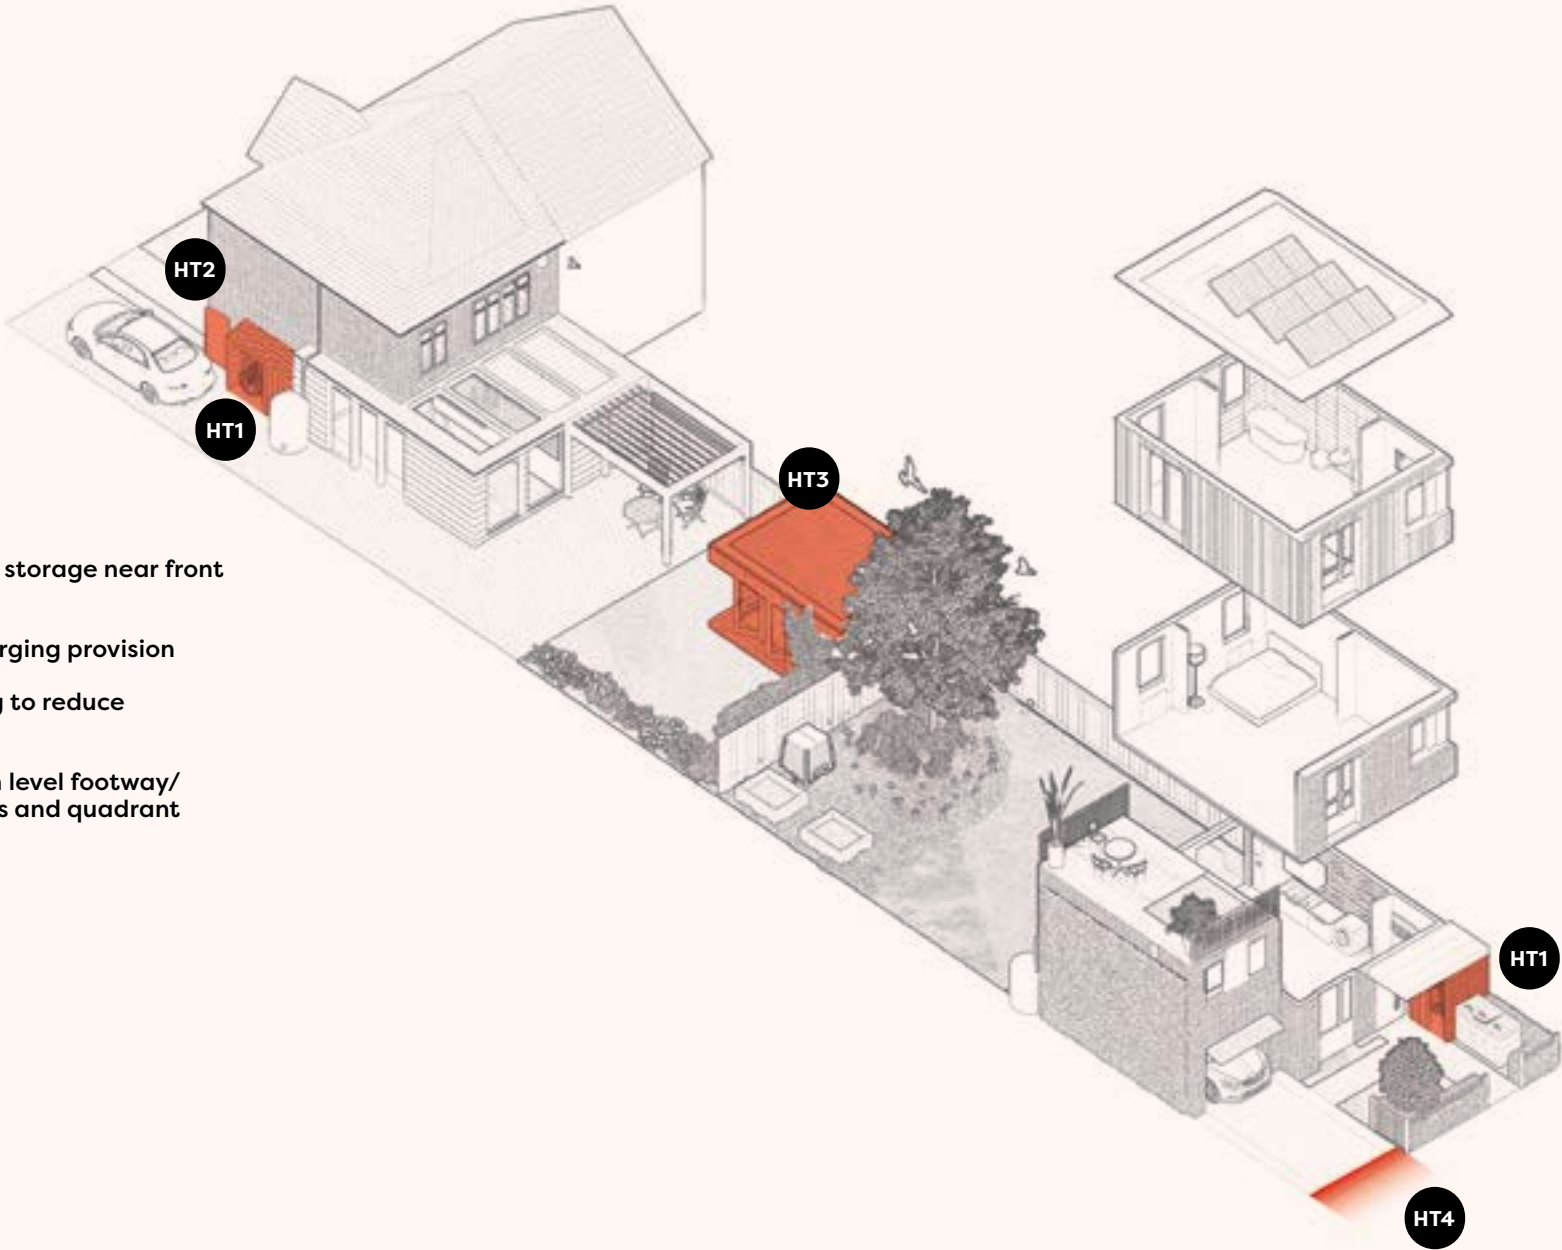 HT2
HT1
HT3
storage near front
rging provision
to reduce
level footway/
and quadrant
HT1
HT4